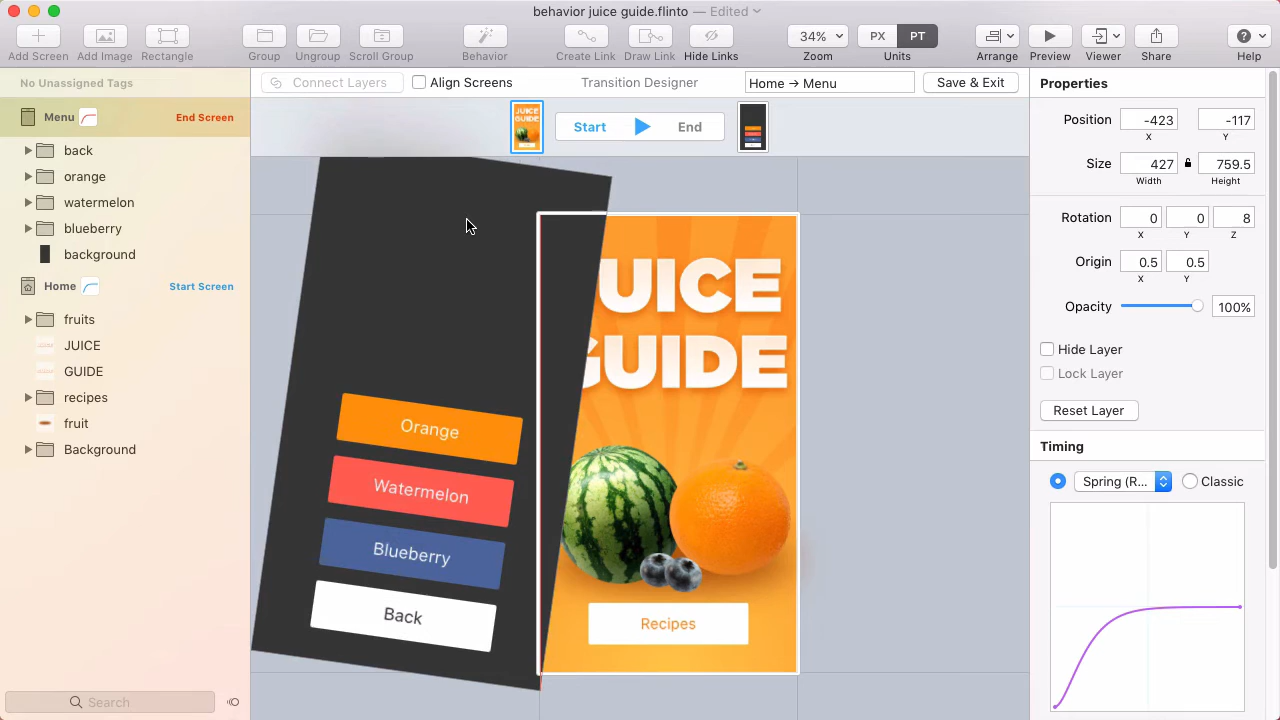 behavior juice guide.flinto — Edited
Add Screen
Add Image
Rectangle
Group
Ungroup
Scroll Group
Behavior
Create Link
Draw Link
Hide Links
34%
Zoom
PX PT
Units
Arrange
Preview
Viewer
Share
Help
No Unassigned Tags
Connect Layers
Align Screens
Transition Designer
Home → Menu
Save & Exit
Properties
Menu End Screen
back
orange
watermelon
blueberry
background
Home Start Screen
fruits
JUICE
GUIDE
recipes
fruit
Background
Search
JUICE
GUIDE
Start
End
UICE
GUIDE
Orange
Watermelon
Blueberry
Back
Recipes
Position -423 -117
X Y
Size 427 759.5
Width Height
Rotation 0 0 8
X Y Z
Origin 0.5 0.5
X Y
Opacity 100%
Hide Layer
Lock Layer
Reset Layer
Timing
Spring (R... Classic